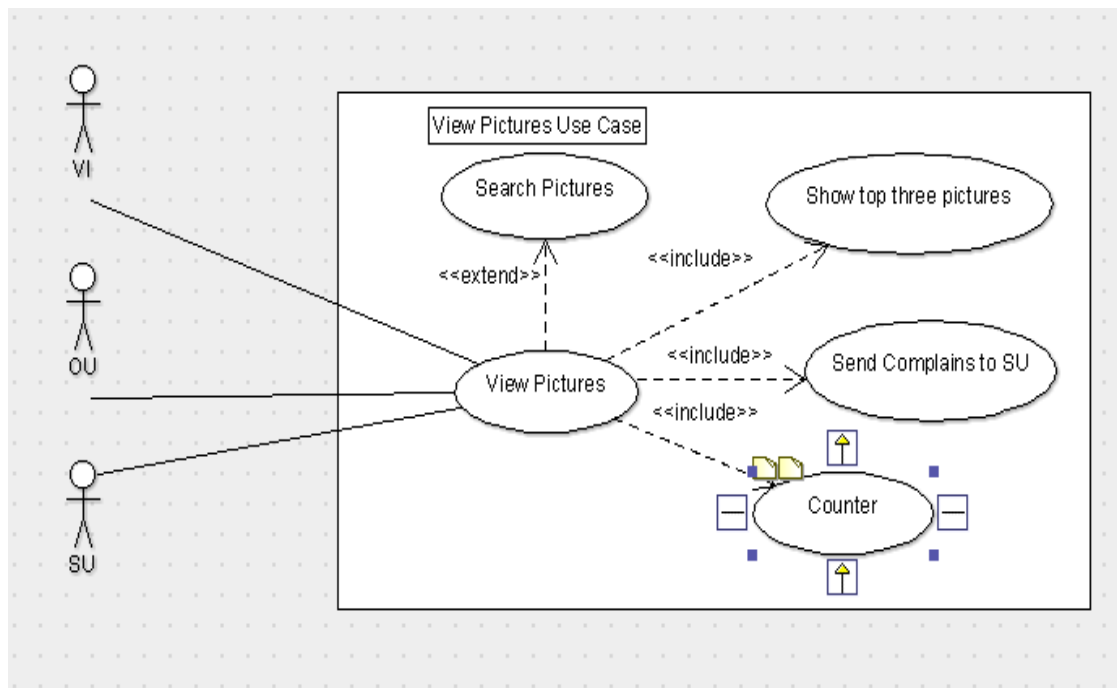 VI
View Pictures Use Case
Search Pictures
Show top three pictures
<<include>>
<<extend>>
OU
<<include>>
Send Complains to SU
View Pictures
<<include>>
Counter
SU